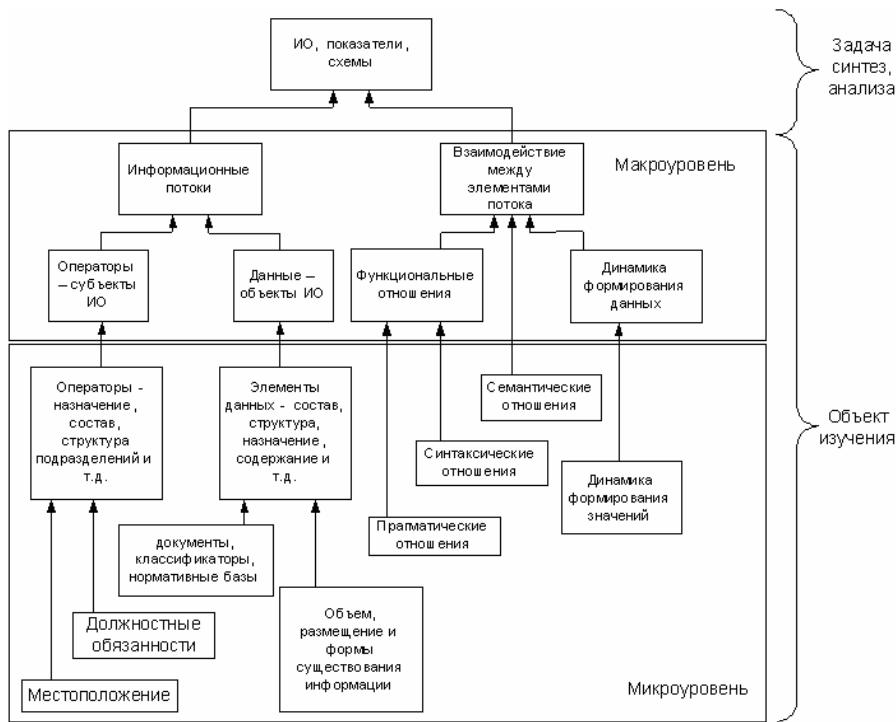 ИО, показатели,
схемы
Задача
синтез,
анализа
Макроуровень
Информационные
потоки
Взаимодействие
между
элементами
потока
Операторы
– субъекты
ИО
Данные –
объекты ИО
Функциональные
отношения
Динамика
формирования
данных
Операторы -
назначение,
состав,
структура
подразделений и
т.д.
Элементы
данных - состав,
структура,
назначение,
содержание и
т.д.
Семантические
отношения
Синтаксические
отношения
Динамика
формирования
значений
Прагматические
отношения
документы,
классификаторы,
нормативные базы
Объем,
размещение и
формы
существования
информации
Должностные
обязанности
Местоположение
Микроуровень
Объект
изучения